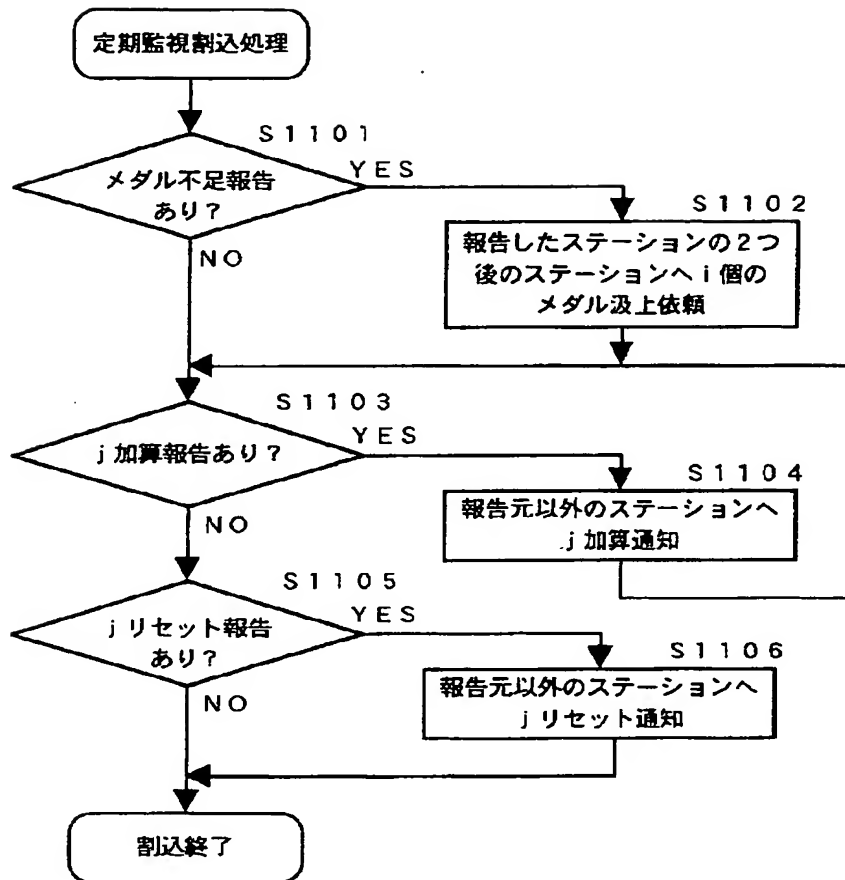 定期監視割込処理
S1101
メダル不足報告
あり?
YES
NO
S1102
報告したステーションの2つ
後のステーションへi個の
メダル汲上依頼
S1103
j加算報告あり?
YES
NO
S1104
報告元以外のステーションへ
j加算通知
S1105
jリセット報告
あり?
YES
NO
S1106
報告元以外のステーションへ
jリセット通知
割込終了